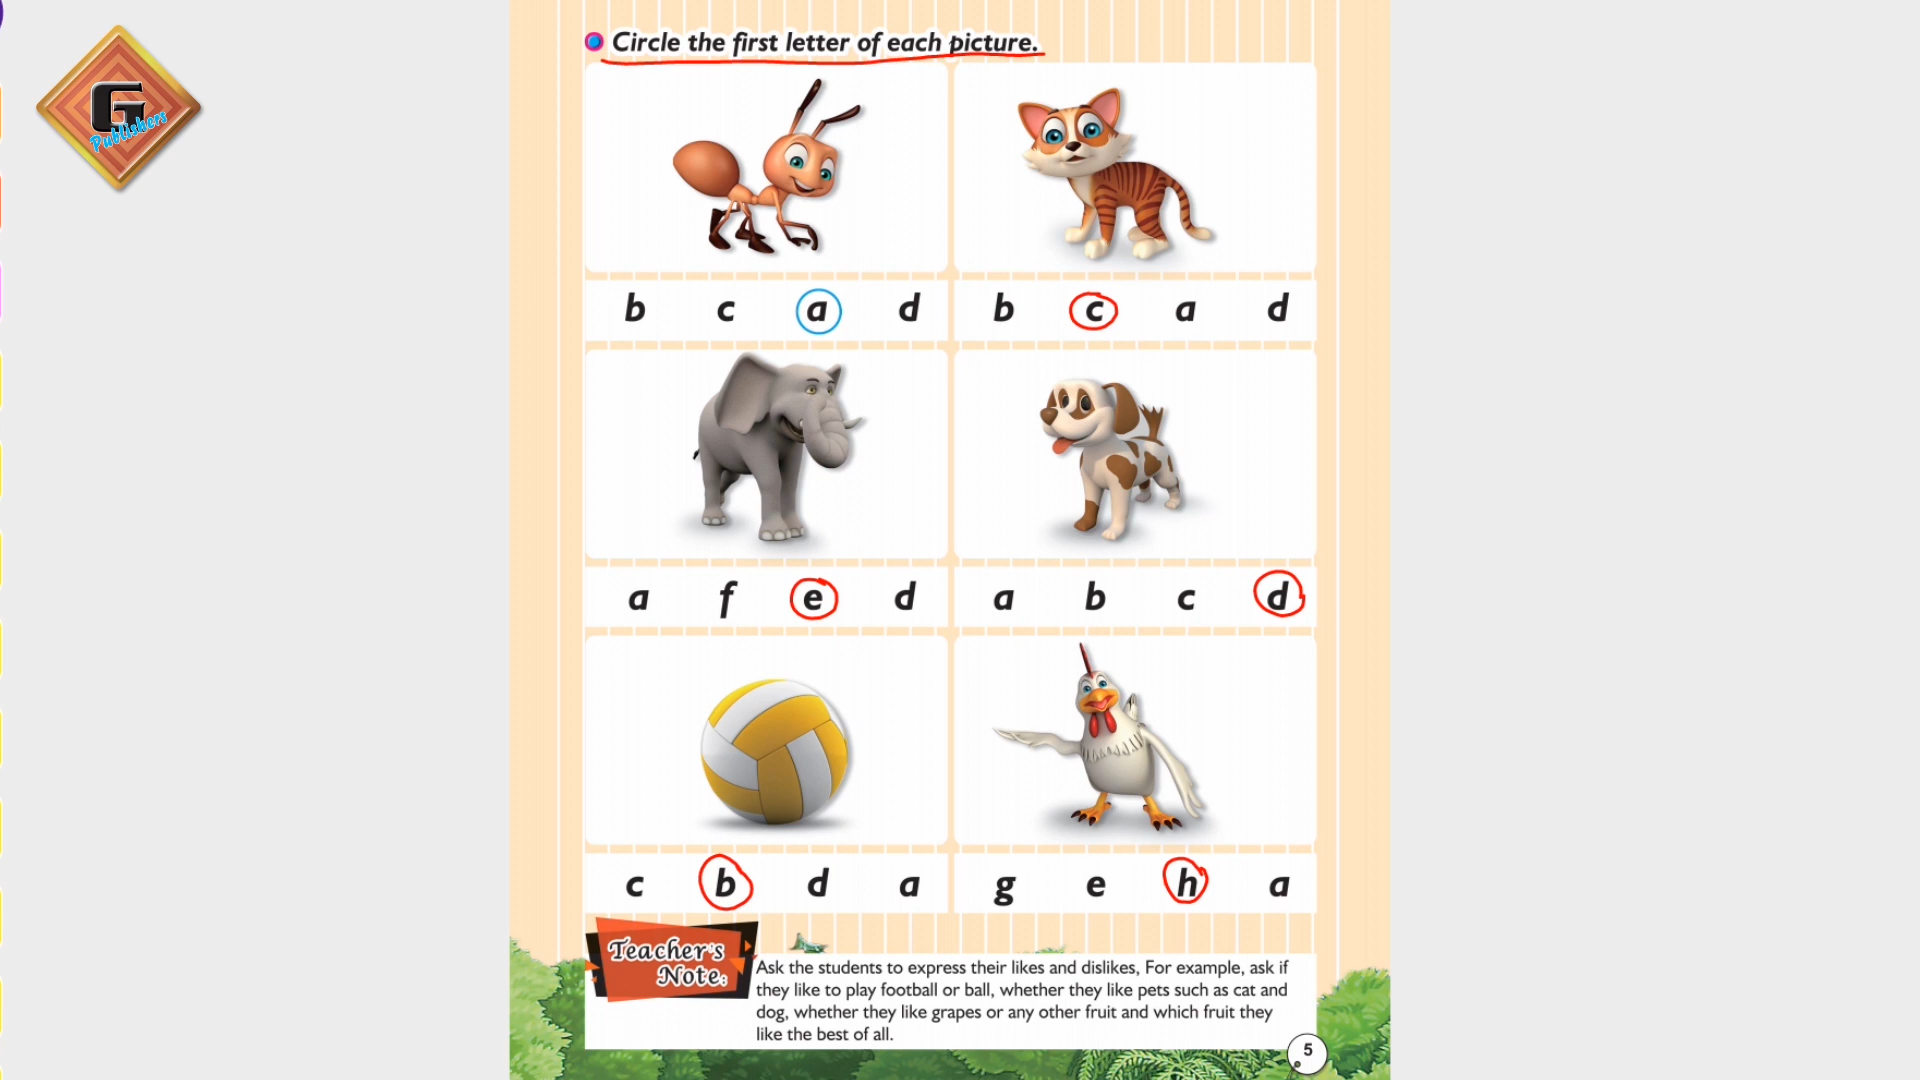 G
Publishers
Circle the first letter of each picture.
b c a d
b c a d
a f e d
a b c d
c b d a
g e h a
Teacher's
Note:
Ask the students to express their likes and dislikes, For example, ask if
they like to play football or ball, whether they like pets such as cat and
dog, whether they like grapes or any other fruit and which fruit they
like the best of all.
5